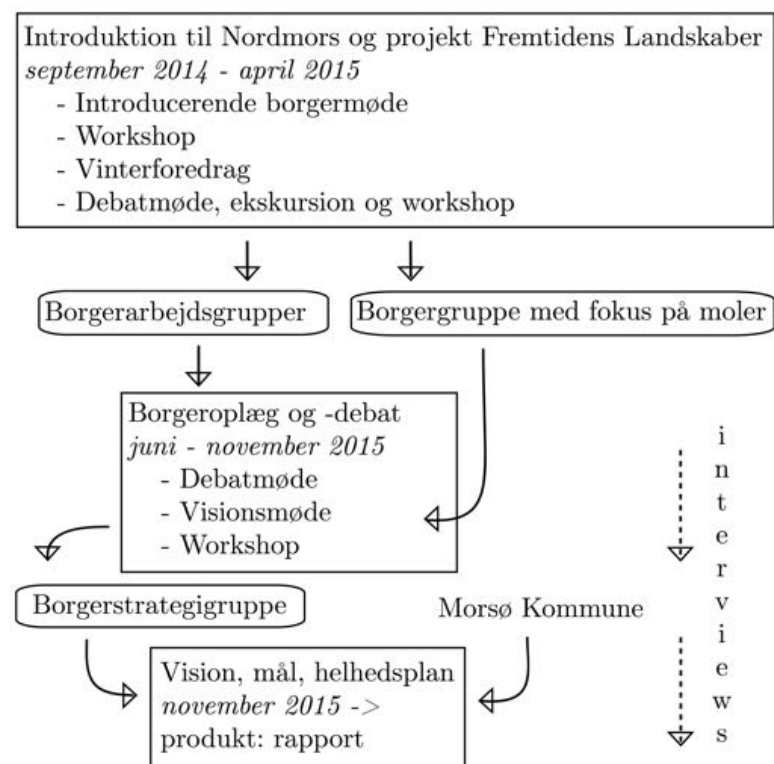 Introduktion til Nordmors og projekt Fremtidens Landskaber
september 2014 - april 2015
- Introducerende borgermøde
- Workshop
- Vinterforedrag
- Debatmøde, ekskursion og workshop
Borgerarbejdsgrupper
Borgergruppe med fokus på moler
Borgeroplæg og -debat
juni - november 2015
- Debatmøde
- Visionsmøde
- Workshop
Borgerstrategigruppe
Morsø Kommune
Vision, mål, helhedsplan
november 2015 ->
produkt: rapport
interviews